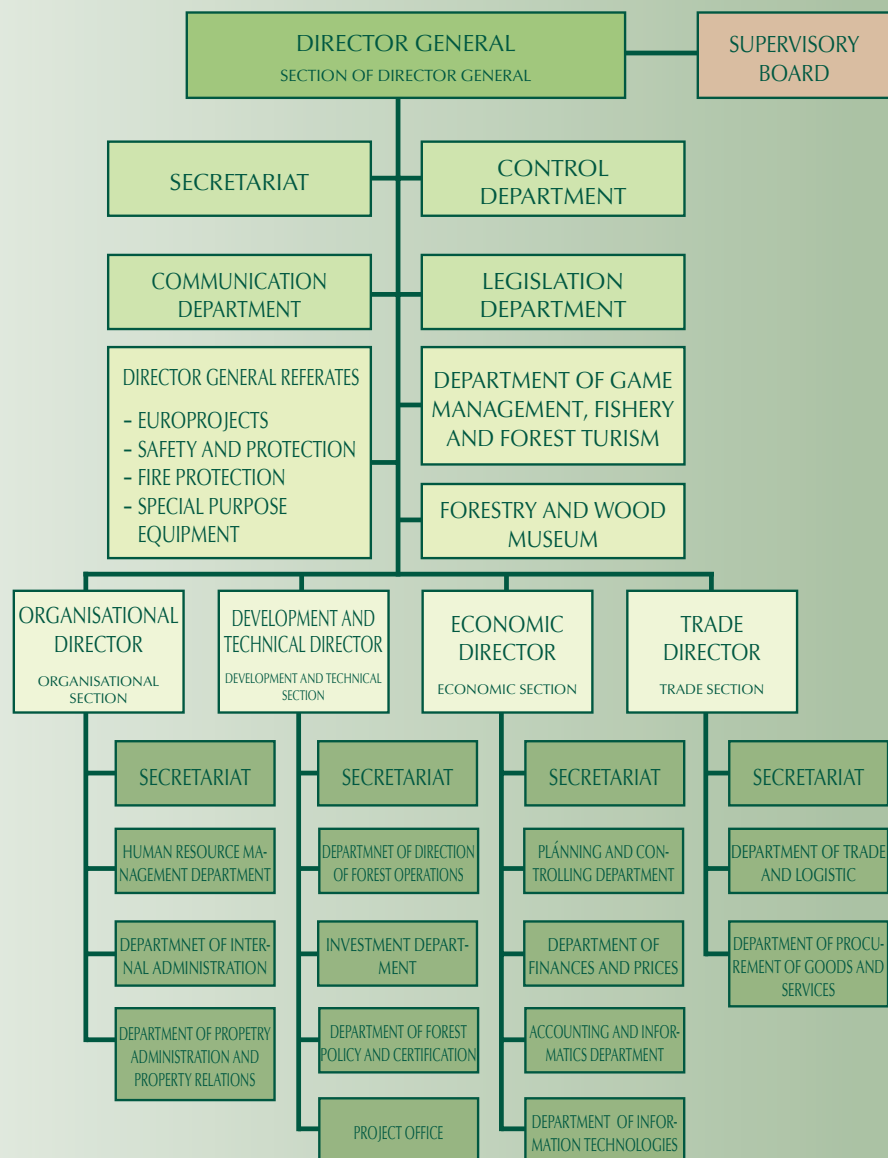 DIRECTOR GENERAL
SECTION OF DIRECTOR GENERAL
SUPERVISORY
BOARD
SECRETARIAT
CONTROL
DEPARTMENT
COMMUNICATION
DEPARTMENT
LEGISLATION
DEPARTMENT
DIRECTOR GENERAL REFERATES
– EUROPROJECTS
– SAFETY AND PROTECTION
– FIRE PROTECTION
– SPECIAL PURPOSE
EQUIPMENT
DEPARTMENT OF GAME
MANAGEMENT, FISHERY
AND FOREST TURISM
FORESTRY AND WOOD
MUSEUM
ORGANISATIONAL
DIRECTOR
ORGANISATIONAL
SECTION
DEVELOPMENT AND
TECHNICAL DIRECTOR
DEVELOPMENT AND TECHNICAL
SECTION
ECONOMIC
DIRECTOR
ECONOMIC SECTION
TRADE
DIRECTOR
TRADE SECTION
SECRETARIAT
HUMAN RESOURCE MA-
NAGEMENT DEPARTMENT
DEPARTMNET OF INTER-
NAL ADMINISTRATION
DEPARTMENT OF PROPETRY
ADMINISTRATION AND
PROPERTY RELATIONS
SECRETARIAT
DEPARTMNET OF DIRECTION
OF FOREST OPERATIONS
INVESTMENT DEPART-
MENT
DEPARTMENT OF FOREST
POLICY AND CERTIFICATION
PROJECT OFFICE
SECRETARIAT
PLÁNNING AND CON-
TROLLING DEPARTMENT
DEPARTMENT OF
FINANCES AND PRICES
ACCOUNTING AND INFOR-
MATICS DEPARTMENT
DEPARTMENT OF INFOR-
MATION TECHNOLOGIES
SECRETARIAT
DEPARTMENT OF TRADE
AND LOGISTIC
DEPARTMENT OF PROCU-
REMENT OF GOODS AND
SERVICES